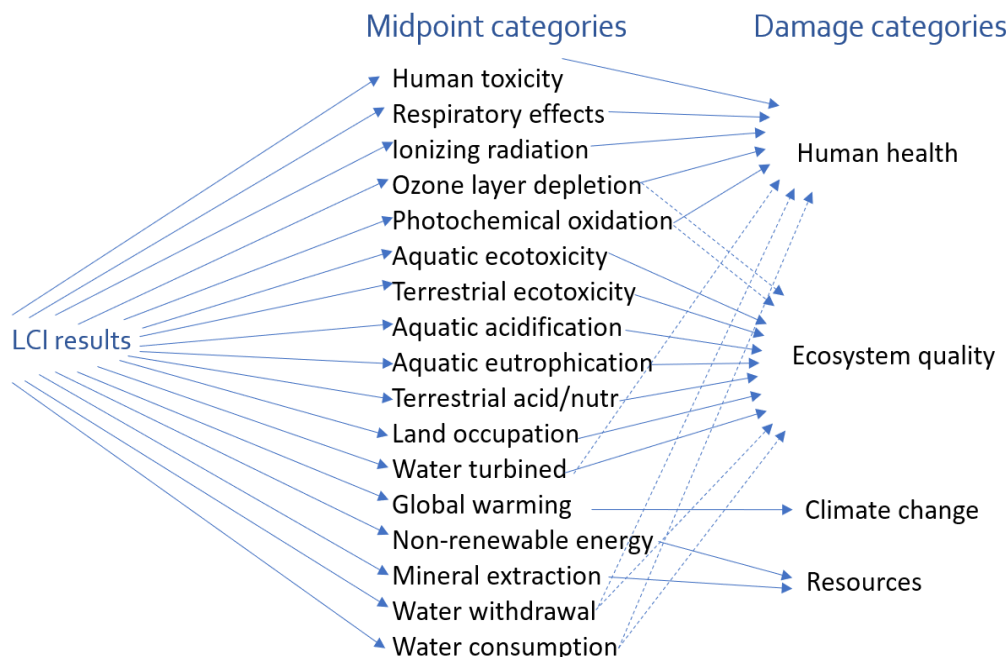 Midpoint categories
Damage categories
LCI results
Human toxicity
Respiratory effects
Ionizing radiation
Ozone layer depletion
Photochemical oxidation
Aquatic ecotoxicity
Terrestrial ecotoxicity
Aquatic acidification
Aquatic eutrophication
Terrestrial acid/nutr
Land occupation
Water turbined
Global warming
Non-renewable energy
Mineral extraction
Water withdrawal
Water consumption
Human health
Ecosystem quality
Climate change
Resources